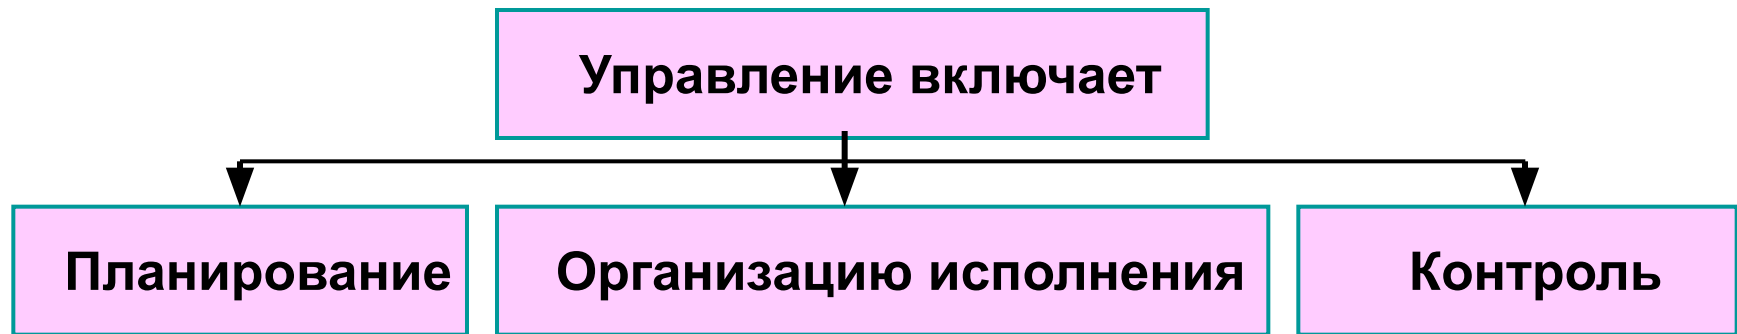 Управление включает
Планирование
Организацию исполнения
Контроль